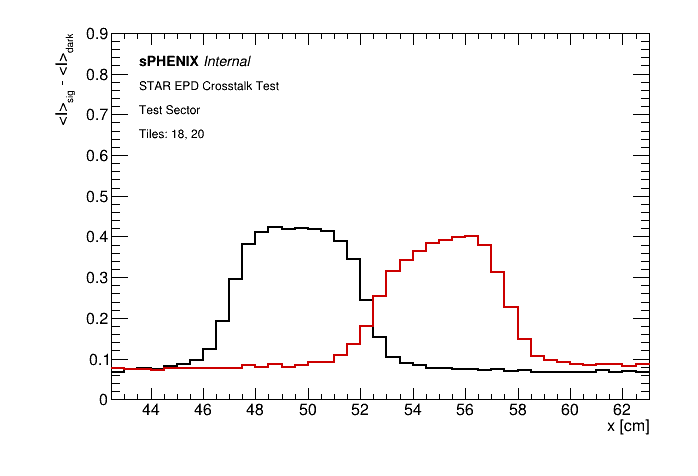 <I>sig - <I>dark
0.9
0.8
0.7
0.6
0.5
0.4
0.3
0.2
0.1
0
sPHENIX Internal
STAR EPD Crosstalk Test
Test Sector
Tiles: 18, 20
44 46 48 50 52 54 56 58 60 62
x [cm]